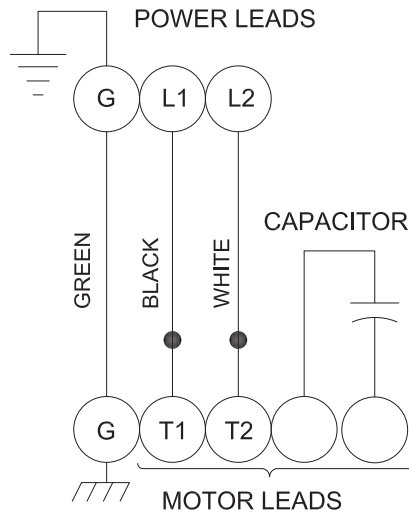 POWER LEADS
G L1 L2
GREEN
BLACK
WHITE
CAPACITOR
G T1 T2
MOTOR LEADS